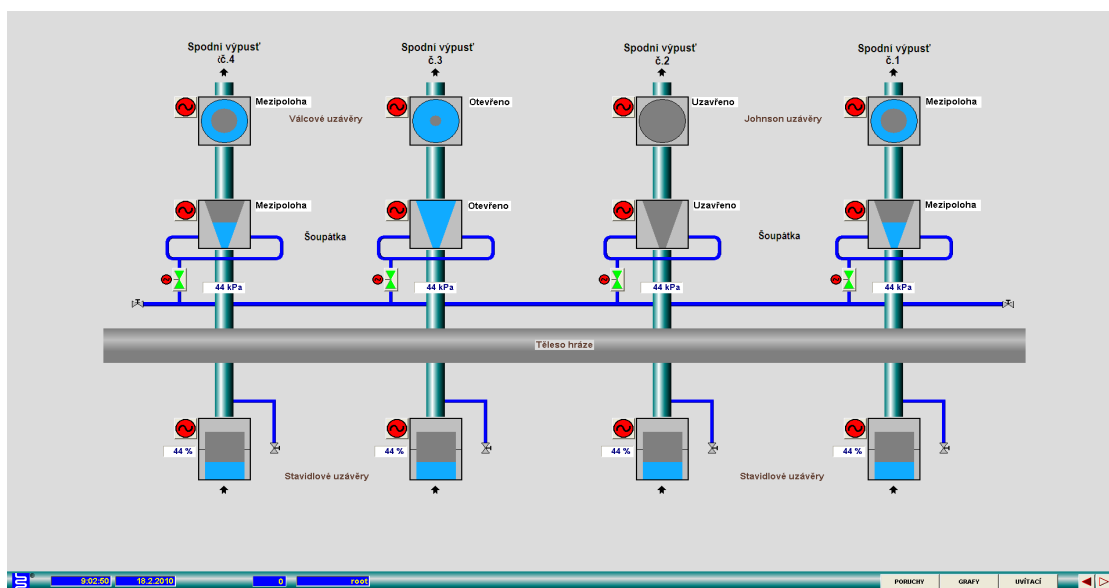 Spodní výpusť
č.4
Spodní výpusť
č.3
Spodní výpusť
č.2
Spodní výpusť
č.1
Mezipoloha
Válcové uzávěry
Otevřeno
Uzavřeno
Johnson uzávěry
Mezipoloha
Mezipoloha
Šoupátka
Otevřeno
Uzavřeno
Šoupátka
Mezipoloha
44 kPa
44 kPa
44 kPa
44 kPa
Těleso hráze
44 %
44 %
44 %
44 %
Stavidlové uzávěry
Stavidlové uzávěry
9:02:50
18.2.2010
0
root
PORUCHY
GRAFY
UVÍTACÍ